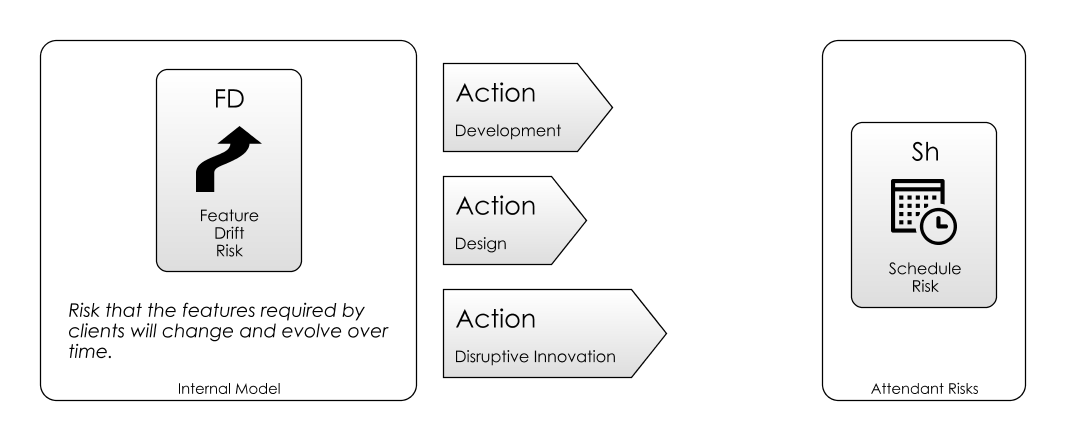 FD
Feature
Drift
Risk
Risk that the features required by
clients will change and evolve over
time.
Internal Model
Action
Development
Action
Design
Action
Disruptive Innovation
Sh
Schedule
Risk
Attendant Risks